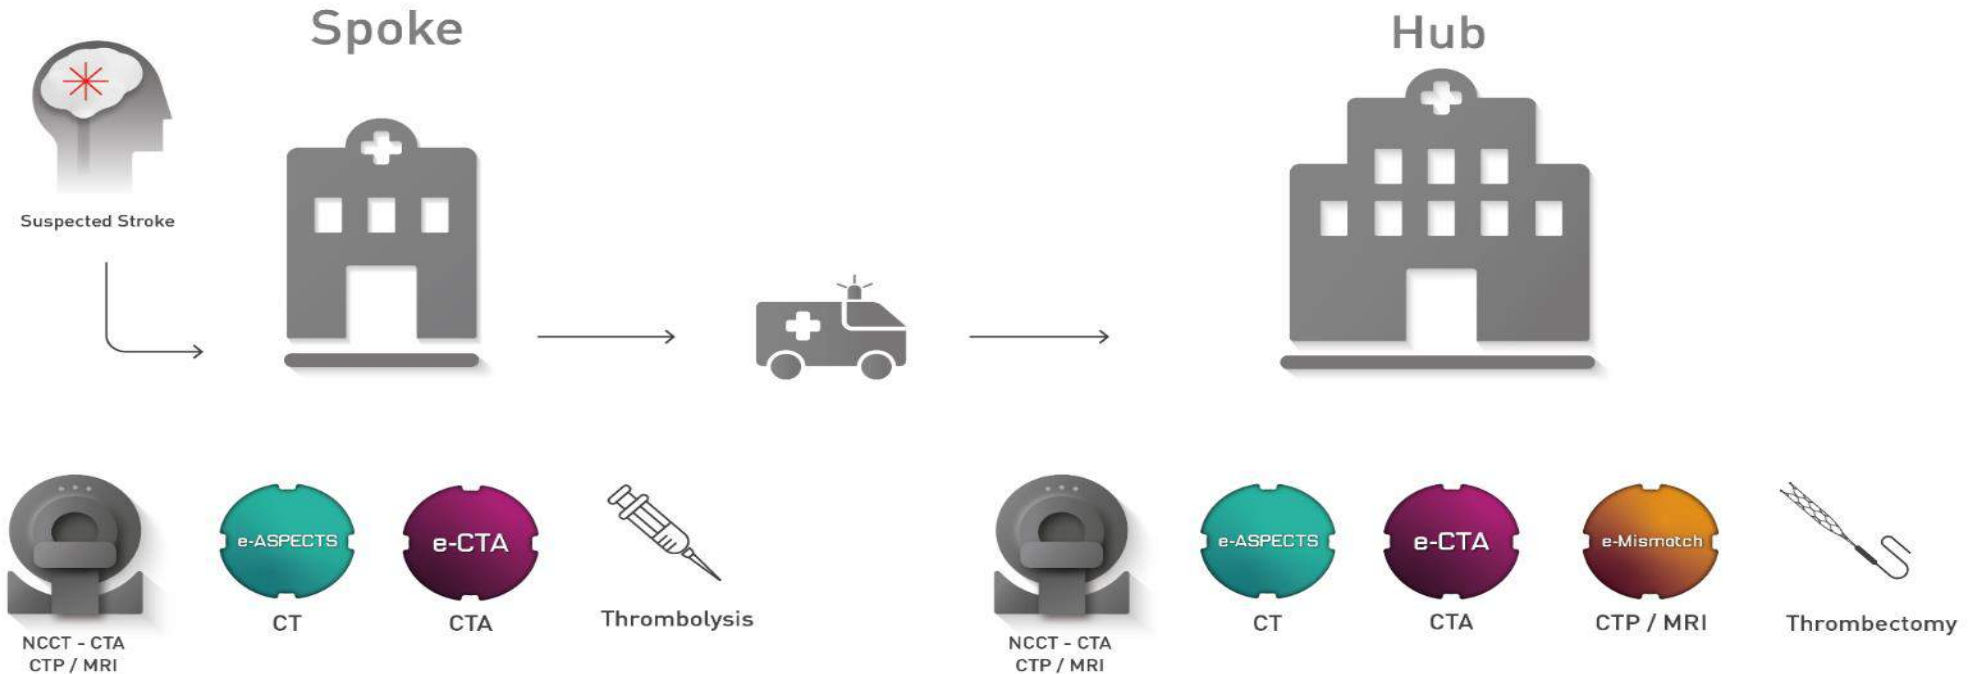 Spoke
Hub
Suspected Stroke
e-ASPECTS
e-CTA
e-ASPECTS
e-CTA
e-Mismatch
CT
CTA
Thrombolysis
CT
CTA
CTP / MRI
Thrombectomy
NCCT - CTA
CTP / MRI
NCCT - CTA
CTP / MRI